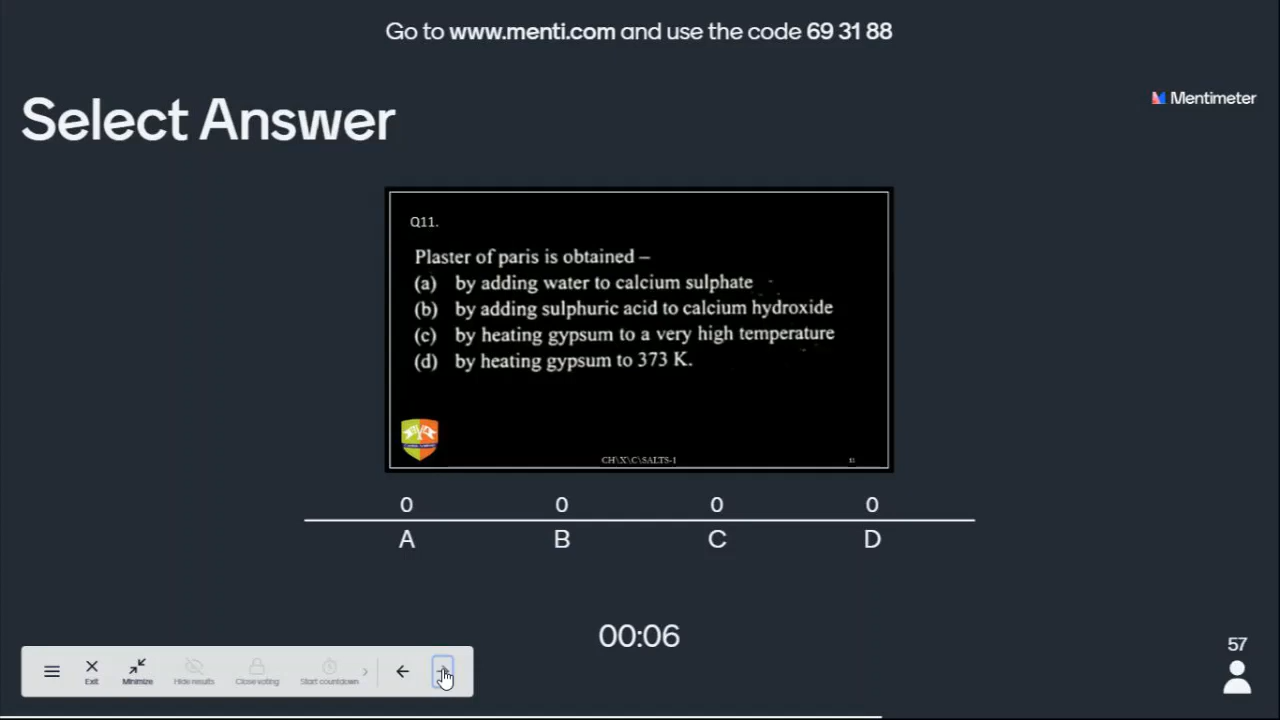 Go to www.menti.com and use the code 69 31 88
Select Answer
Mentimeter
Q11.
Plaster of paris is obtained –
(a) by adding water to calcium sulphate
(b) by adding sulphuric acid to calcium hydroxide
(c) by heating gypsum to a very high temperature
(d) by heating gypsum to 373 K.
CH\X\C\SALTS-1
11
0 0 0 0
A B C D
00:06
57
Exit Minimize Hide results Close voting Start countdown